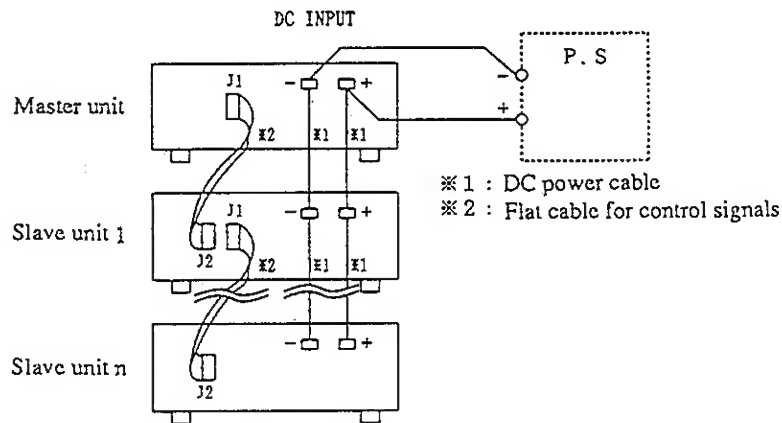 DC INPUT
P. S
J1
- +
-
Master unit
+
※2 ※1 ※1
※1 : DC power cable
※2 : Flat cable for control signals
J1
- +
Slave unit 1
J2
※2 ※1 ※1
- +
Slave unit n
J2